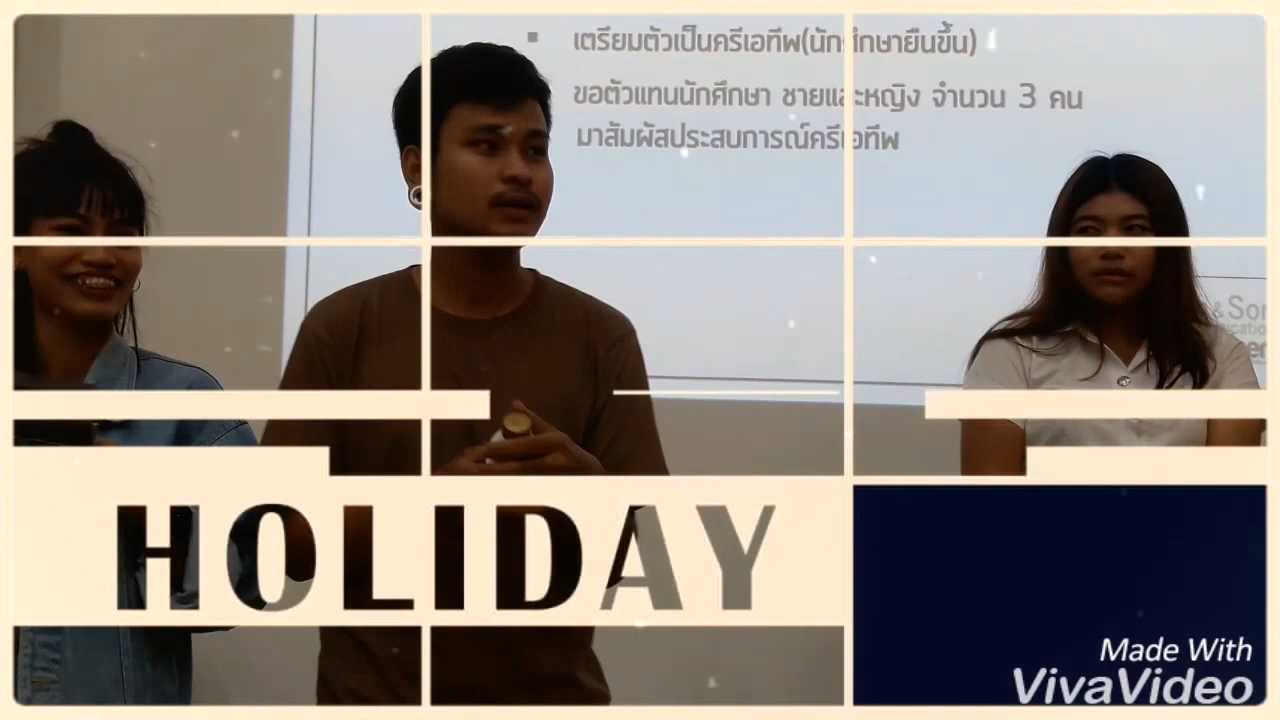 ▪ เตรียมตัวเป็นครีเอทีพ(นักศึกษายืนขึ้น)
ขอตัวแทนนักศึกษา ชายและหญิง จำนวน 3 คน
มาสัมผัสประสบการณ์ครีเอทีพ
HOLIDAY
Made With
VivaVideo